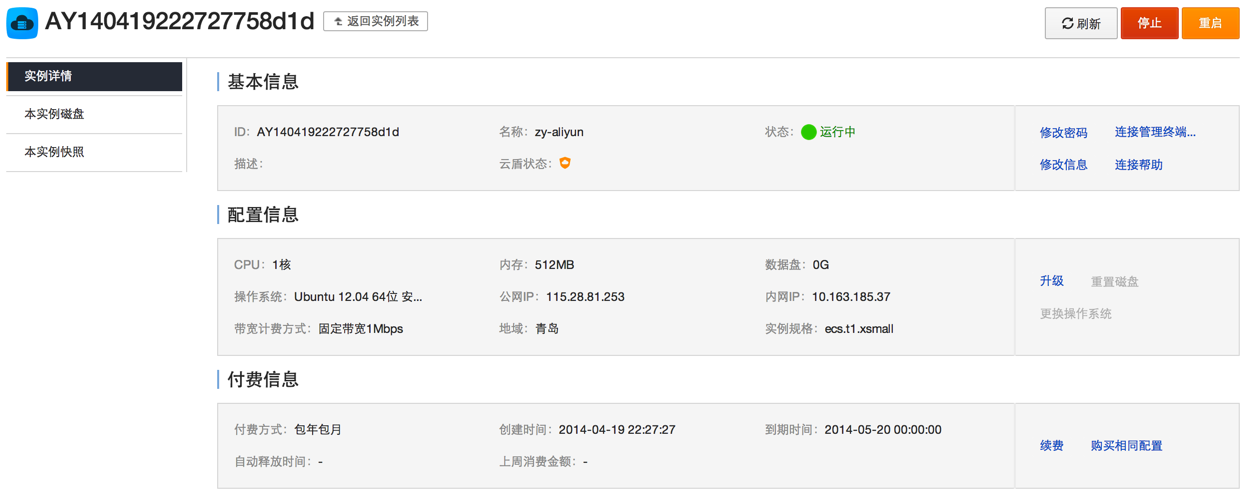 AY140419222727758d1d 返回实例列表 刷新 停止 重启
实例详情
本实例磁盘
本实例快照
基本信息
ID: AY140419222727758d1d 名称: zy-aliyun 状态: 运行中 修改密码 连接管理终端...
描述: 云盾状态: 修改信息 连接帮助
配置信息
CPU: 1核 内存: 512MB 数据盘: 0G
操作系统: Ubuntu 12.04 64位 安... 公网IP: 115.28.81.253 内网IP: 10.163.185.37
带宽计费方式: 固定带宽1Mbps 地域: 青岛 实例规格: ecs.t1.xsmall
升级 重置磁盘
更换操作系统
付费信息
付费方式: 包年包月 创建时间: 2014-04-19 22:27:27 到期时间: 2014-05-20 00:00:00
自动释放时间: - 上周消费金额: -
续费 购买相同配置